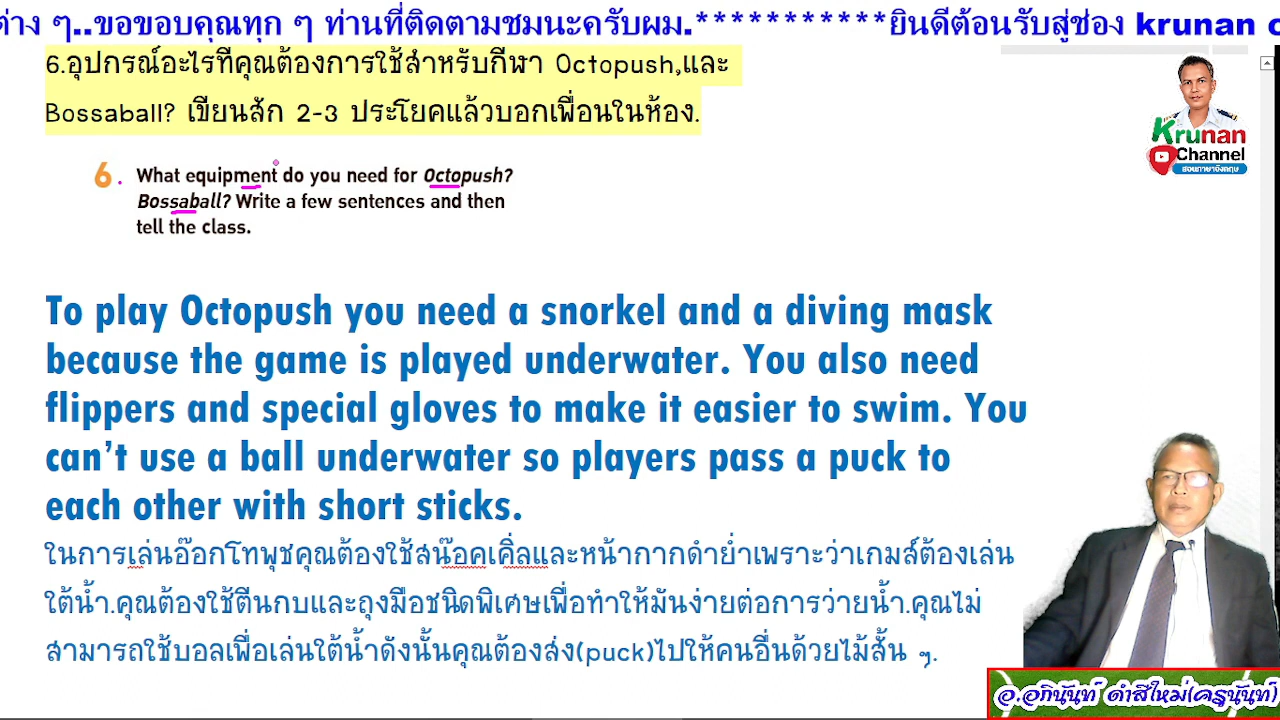 ต่าง ๆ..ขอขอบคุณทุก ๆ ท่านที่ติดตามชมนะครับผม.***********ยินดีต้อนรับสู่ช่อง krunan c
6.อุปกรณ์อะไรที่คุณต้องการใช้สำหรับกีฬา Octopush,และ
Bossaball? เขียนสัก 2-3 ประโยคแล้วบอกเพื่อนในห้อง.
Krunan
Channel
สอนภาษาอังกฤษ
6. What equipment do you need for Octopush?
Bossaball? Write a few sentences and then
tell the class.
To play Octopush you need a snorkel and a diving mask
because the game is played underwater. You also need
flippers and special gloves to make it easier to swim. You
can’t use a ball underwater so players pass a puck to
each other with short sticks.
ในการเล่นอ๊อกโทพุชคุณต้องใช้สน๊อคเกิ่ลและหน้ากากดำย่ำเพราะว่าเกมส์ต้องเล่น
ใต้น้ำ.คุณต้องใช้ตีนกบและถุงมือชนิดพิเศษเพื่อทำให้มันง่ายต่อการว่ายน้ำ.คุณไม่
สามารถใช้บอลเพื่อเล่นใต้น้ำดังนั้นคุณต้องส่ง(puck)ไปให้คนอื่นด้วยไม้สั้น ๆ.
อ.อภินันท์ ดำสีใหม่(ครูนันท์)